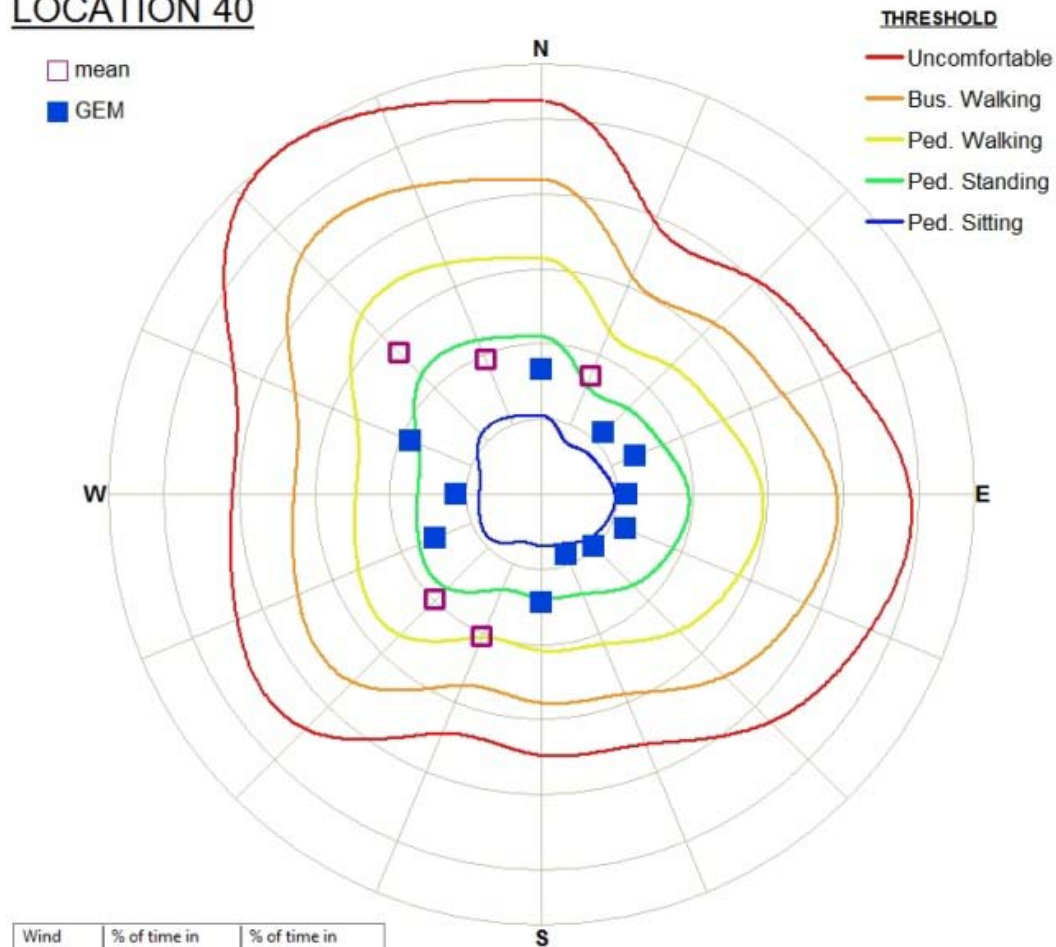 LOCATION 40
mean
GEM
THRESHOLD
Uncomfortable
Bus. Walking
Ped. Walking
Ped. Standing
Ped. Sitting
N
W
E
S
Wind
% of time in
% of time in